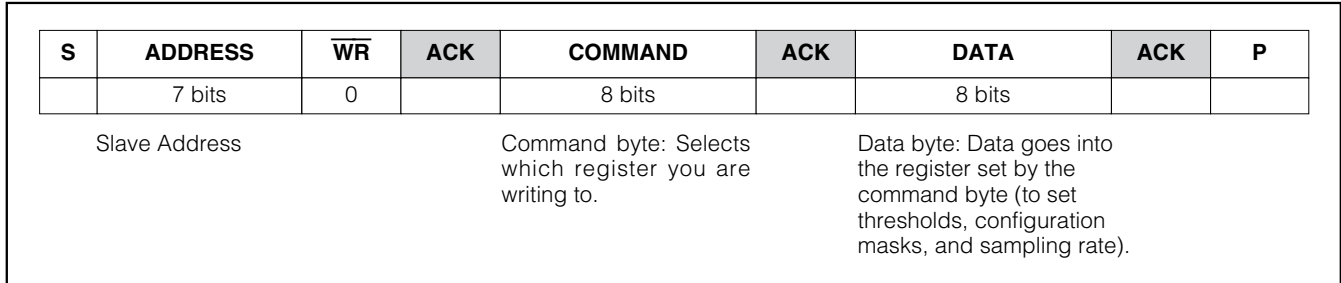 S ADDRESS WR ACK COMMAND ACK DATA ACK P
7 bits 0 8 bits 8 bits
Slave Address
Command byte: Selects
which register you are
writing to.
Data byte: Data goes into
the register set by the
command byte (to set
thresholds, configuration
masks, and sampling rate).